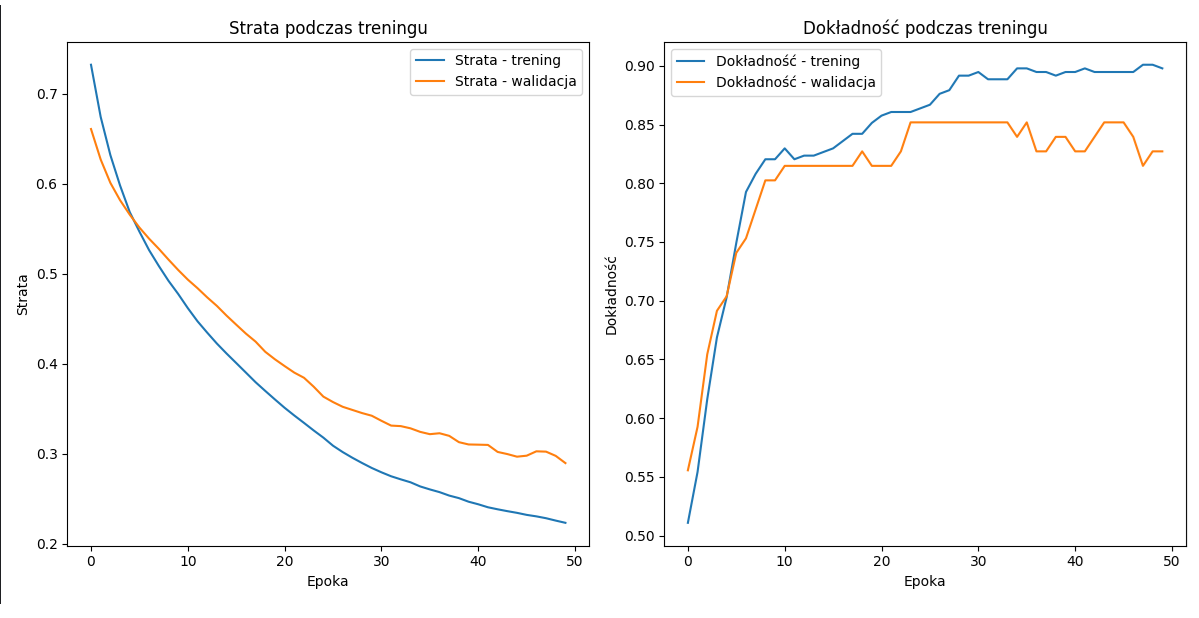 Strata podczas treningu
Strata - trening
Strata - walidacja
0.7
0.6
0.5
0.4
0.3
0.2
Strata
0
10
20
30
40
50
Epoka
Dokładność podczas treningu
Dokładność - trening
Dokładność - walidacja
0.90
0.85
0.80
0.75
0.70
0.65
0.60
0.55
0.50
Dokładność
0
10
20
30
40
50
Epoka